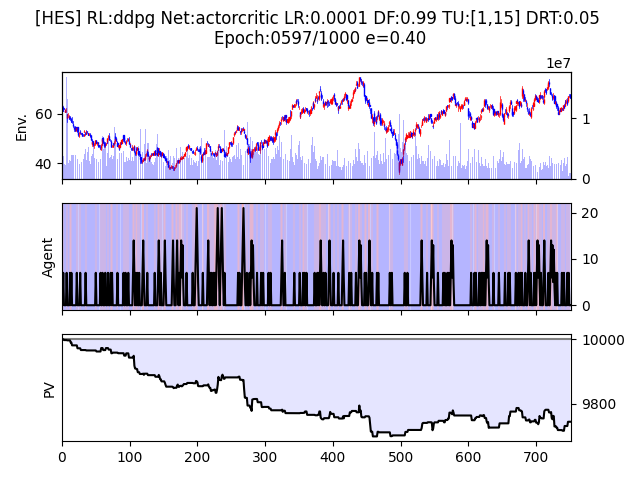 [HES] RL:ddpg Net:actorcritic LR:0.0001 DF:0.99 TU:[1,15] DRT:0.05
Epoch:0597/1000 e=0.40
1e7
Env.
60
40
1
0
Agent
20
10
0
PV
10000
9800
0 100 200 300 400 500 600 700